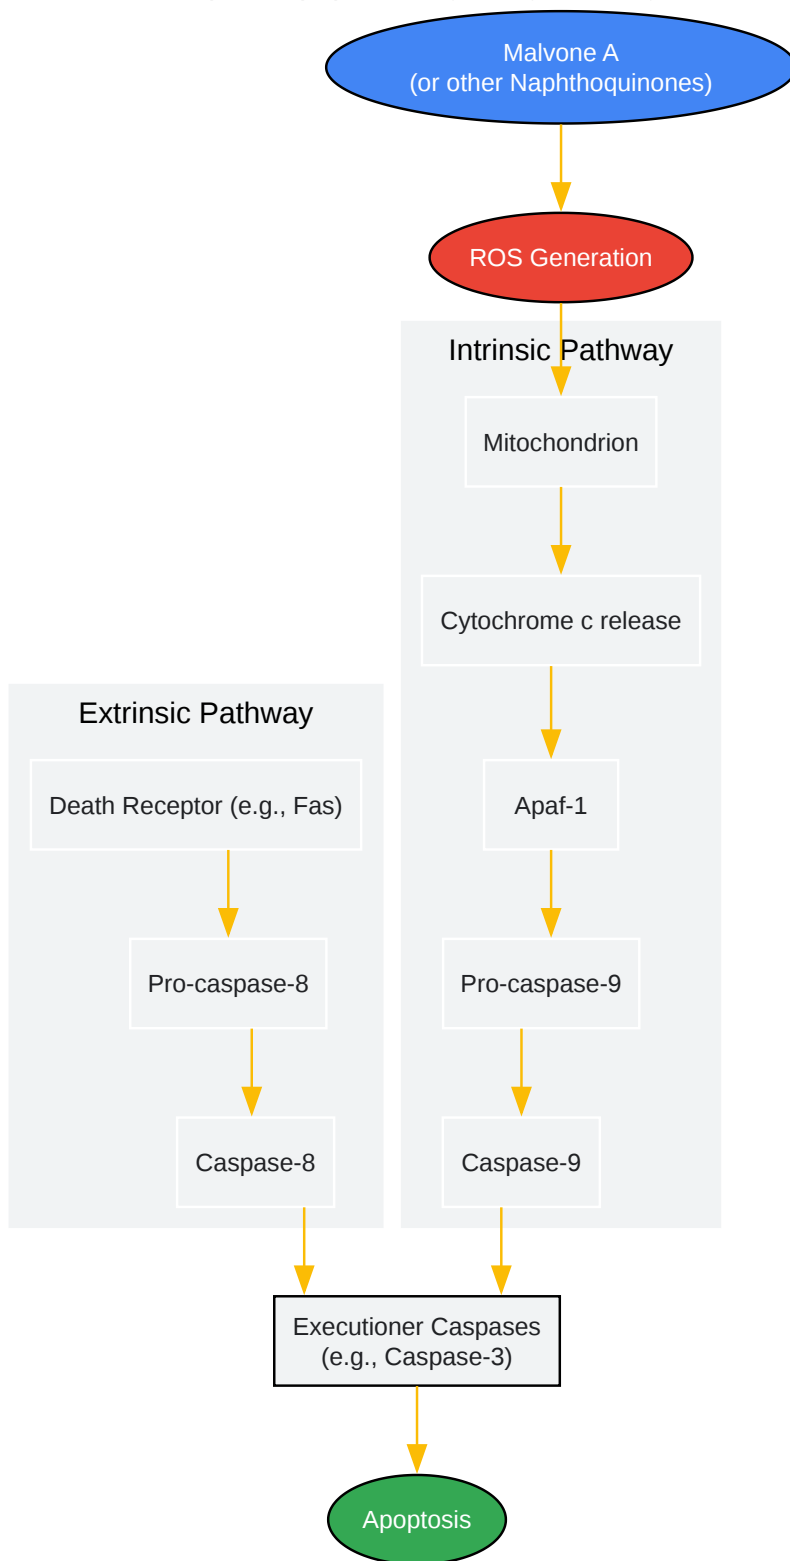 Malvone A
(or other Naphthoquinones)
ROS Generation
Intrinsic Pathway
Mitochondrion
Cytochrome c release
Extrinsic Pathway
Death Receptor (e.g., Fas)
Apaf-1
Pro-caspase-8
Pro-caspase-9
Caspase-8
Caspase-9
Executioner Caspases
(e.g., Caspase-3)
Apoptosis